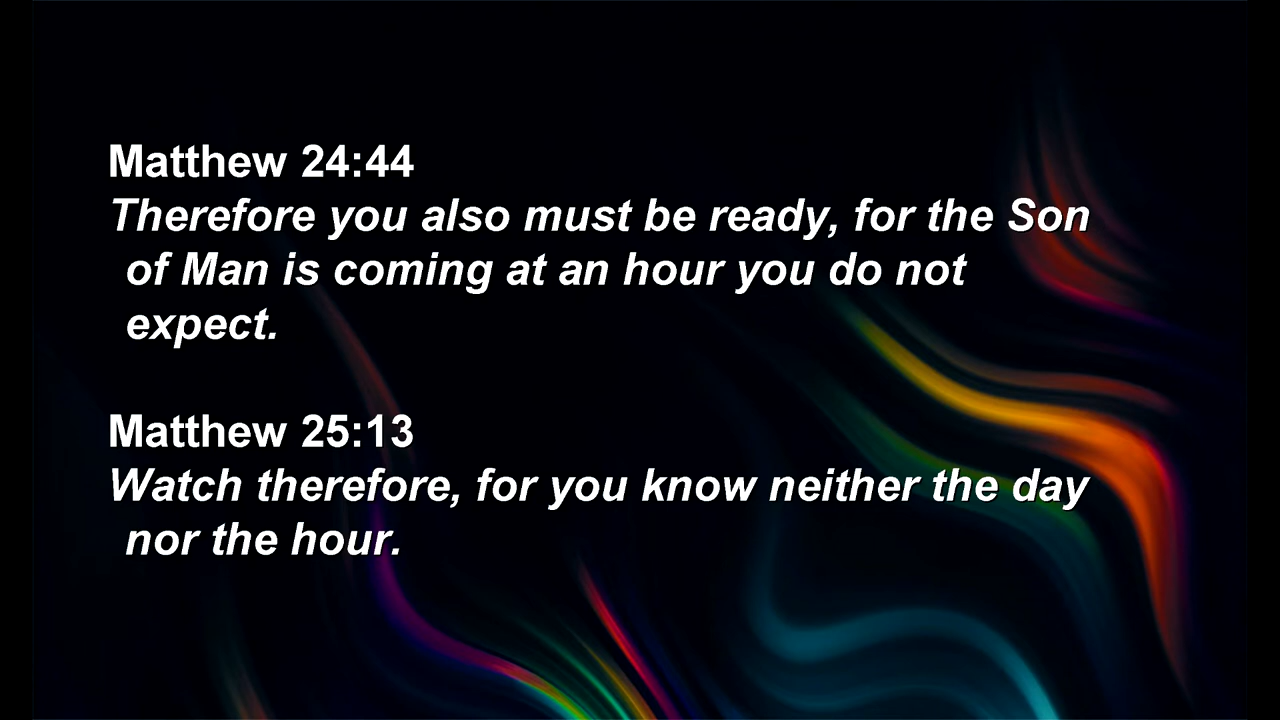 Matthew 24:44
Therefore you also must be ready, for the Son
of Man is coming at an hour you do not
expect.
Matthew 25:13
Watch therefore, for you know neither the day
nor the hour.